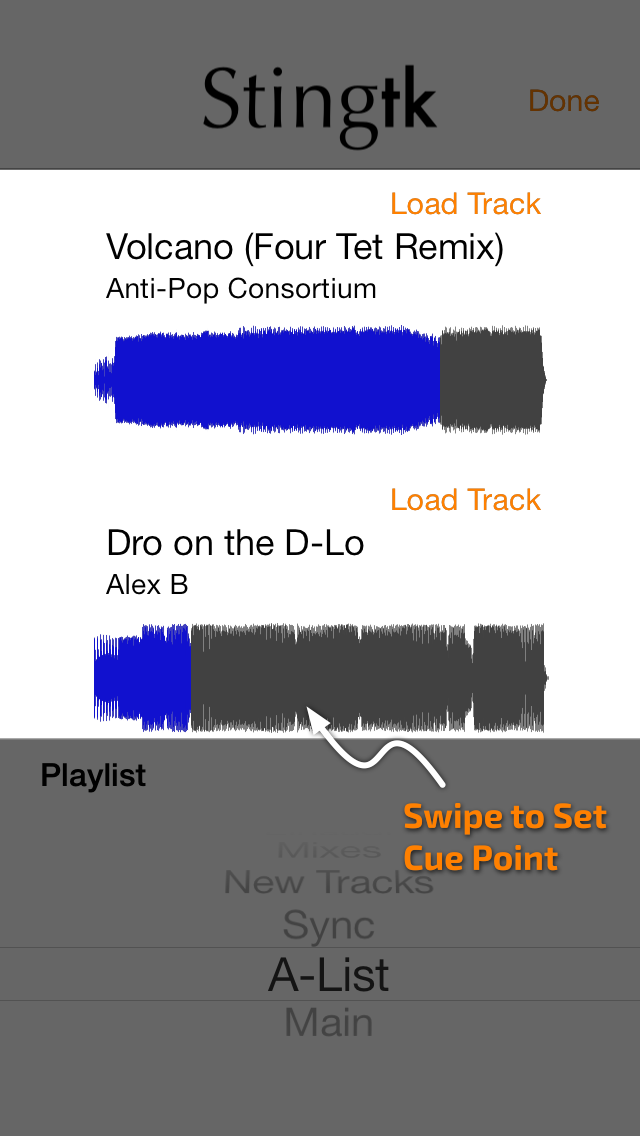 Stingtk
Done
Load Track
Volcano (Four Tet Remix)
Anti-Pop Consortium
Load Track
Dro on the D-Lo
Alex B
Playlist
Swipe to Set
Cue Point
Mixes
New Tracks
Sync
A-List
Main